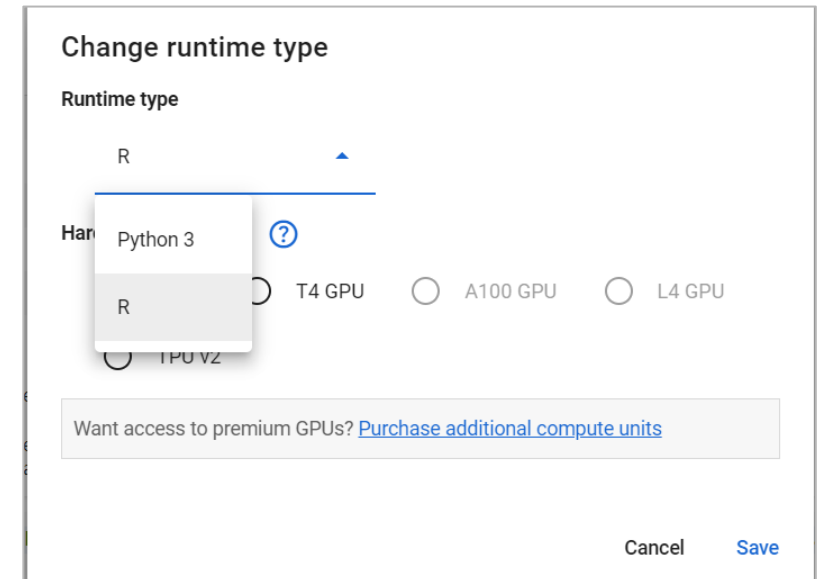 Change runtime type
Runtime type
R
Har
Python 3
R
T4 GPU A100 GPU L4 GPU
TPU v2
Want access to premium GPUs? Purchase additional compute units
Cancel Save